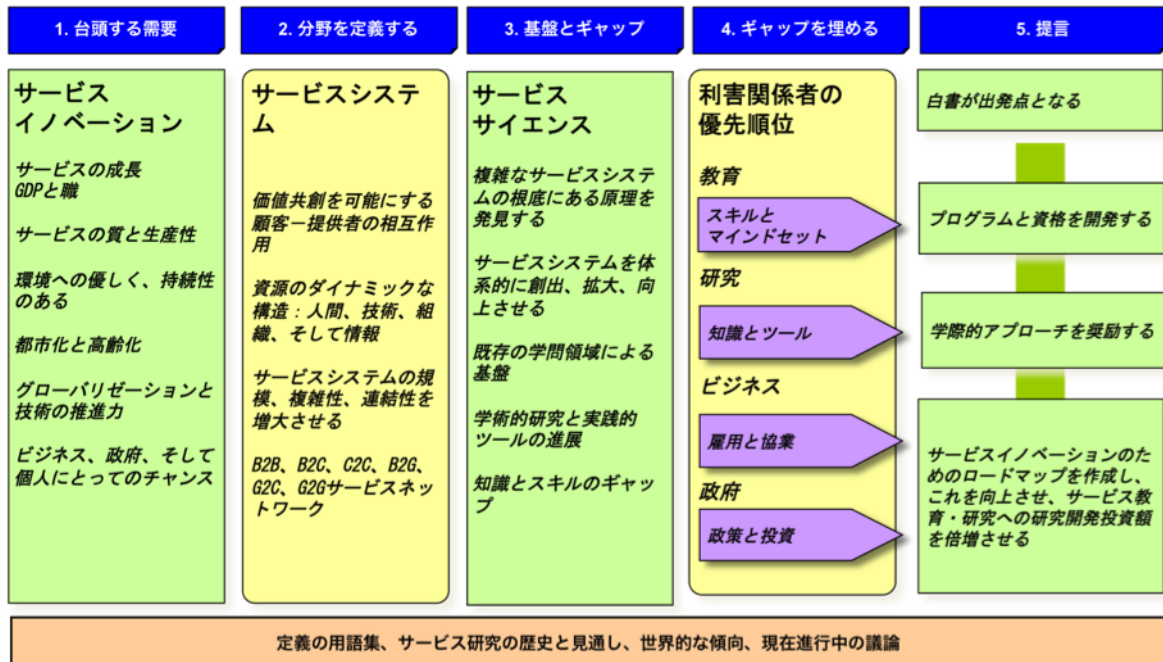 1. 台頭する需要
2. 分野を定義する
3. 基盤とギャップ
4. ギャップを埋める
5. 提言
サービス
イノベーション
サービスの成長
GDPと職
サービスの質と生産性
環境への優しく、持続性
のある
都市化と高齢化
グローバリゼーションと
技術の推進力
ビジネス、政府、そして
個人にとってのチャンス
サービスシステ
ム
価値共創を可能にする
顧客－提供者の相互作
用
資源のダイナミックな
構造：人間、技術、組
織、そして情報
サービスシステムの規
模、複雑性、連結性を
増大させる
B2B、B2C、C2C、B2G、
G2C、G2Gサービスネッ
トワーク
サービス
サイエンス
複雑なサービスシステ
ムの根底にある原理を
発見する
サービスシステムを体
系的に創出、拡大、向
上させる
既存の学問領域による
基盤
学術的研究と実践的
ツールの進展
知識とスキルのギャッ
プ
利害関係者の
優先順位
教育
スキルと
マインドセット
研究
知識とツール
ビジネス
雇用と協業
政府
政策と投資
白書が出発点となる
プログラムと資格を開発する
学際的アプローチを奨励する
サービスイノベーションのた
めのロードマップを作成し、
これを向上させ、サービス教
育・研究への研究開発投資額
を倍増させる
定義の用語集、サービス研究の歴史と見通し、世界的な傾向、現在進行中の議論